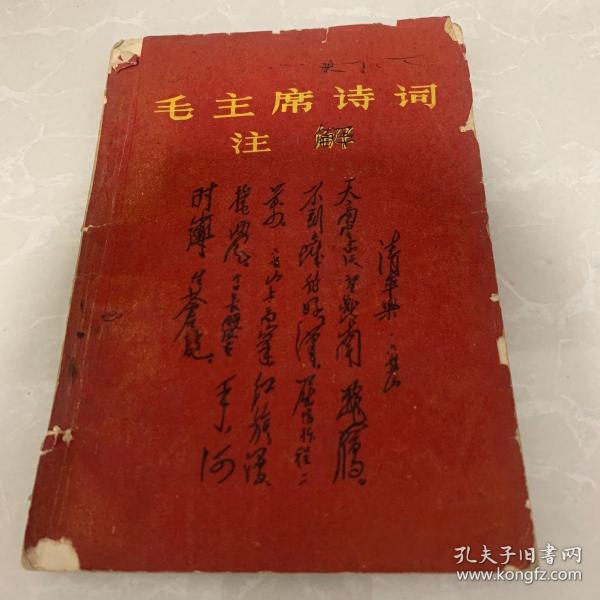 毛主席诗词
注解
清平乐 六盘山
天高云淡 望断南飞雁。
不到长城非好汉 屈指行程二
万 六盘山上高峰 红旗漫
卷西风 今日长缨在手 何
时缚住苍龙
孔夫子旧书网
www.kongfz.com